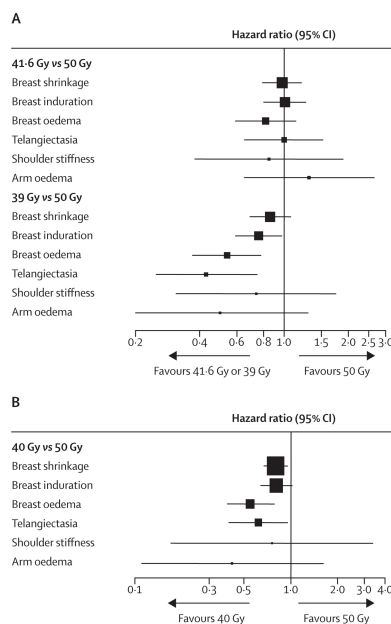 A
Hazard ratio (95% CI)
41·6 Gy vs 50 Gy
Breast shrinkage
Breast induration
Breast oedema
Telangiectasia
Shoulder stiffness
Arm oedema
39 Gy vs 50 Gy
Breast shrinkage
Breast induration
Breast oedema
Telangiectasia
Shoulder stiffness
Arm oedema
0·2 0·4 0·6 0·8 1·0 1·5 2·0 2·5 3·0
Favours 41·6 Gy or 39 Gy Favours 50 Gy
B
Hazard ratio (95% CI)
40 Gy vs 50 Gy
Breast shrinkage
Breast induration
Breast oedema
Telangiectasia
Shoulder stiffness
Arm oedema
0·1 0·3 0·5 1·0 2·0 3·0 4·0
Favours 40 Gy Favours 50 Gy